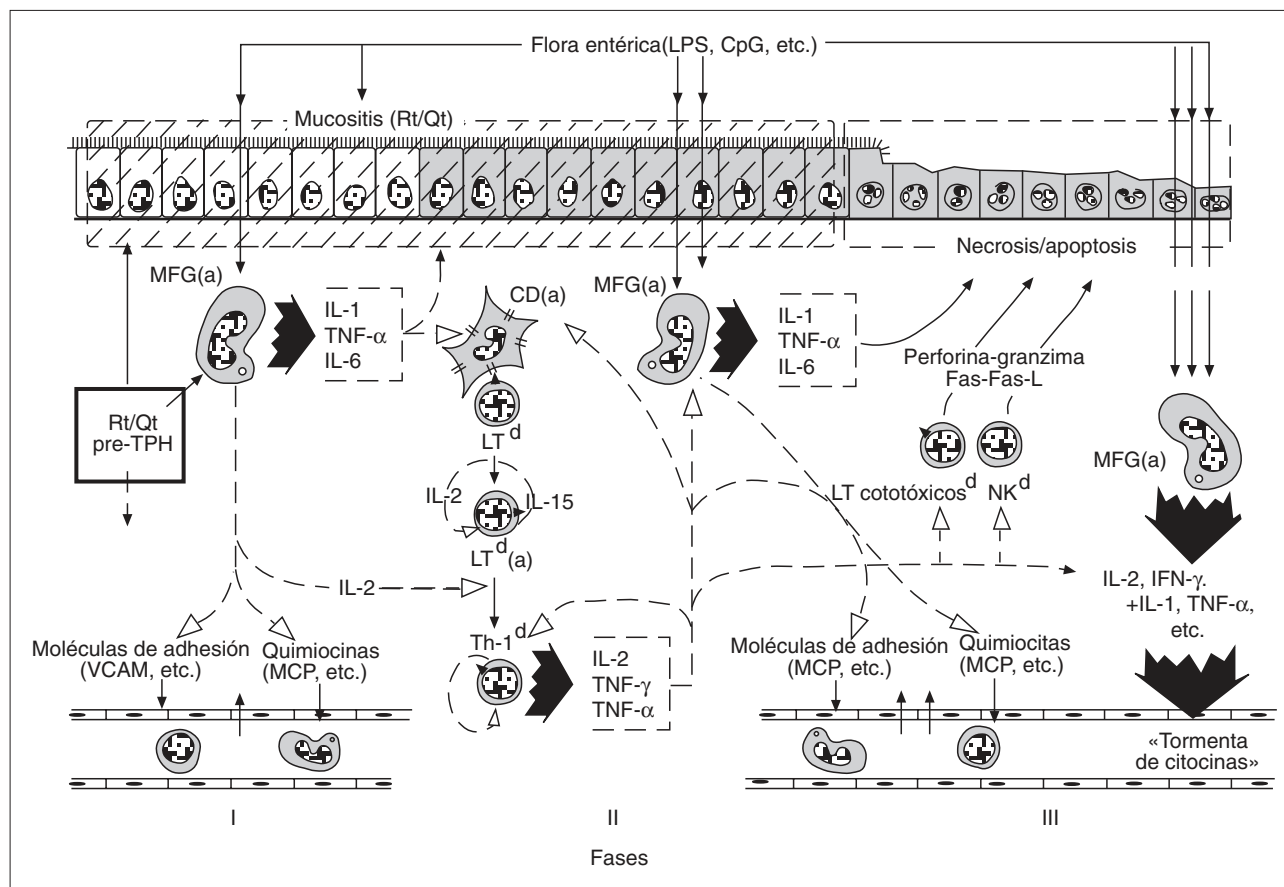 Flora entérica(LPS, CpG, etc.)
Mucositis (Rt/Qt)
Necrosis/apoptosis
MFG(a)
IL-1
TNF-α
IL-6
CD(a)
MFG(a)
IL-1
TNF-α
IL-6
Perforina-granzima
Fas-Fas-L
Rt/Qt
pre-TPH
LT d
IL-2
IL-15
LT d (a)
LT cototóxicos d
NK d
MFG(a)
IL-2
IL-2, IFN-γ.
+IL-1, TNF-α,
etc.
Moléculas de adhesión
(VCAM, etc.)
Quimiocinas
(MCP, etc.)
Th-1 d
IL-2
TNF-γ
TNF-α
Moléculas de adhesión
(MCP, etc.)
Quimiocitas
(MCP, etc.)
«Tormenta
de citocinas»
I
II
III
Fases